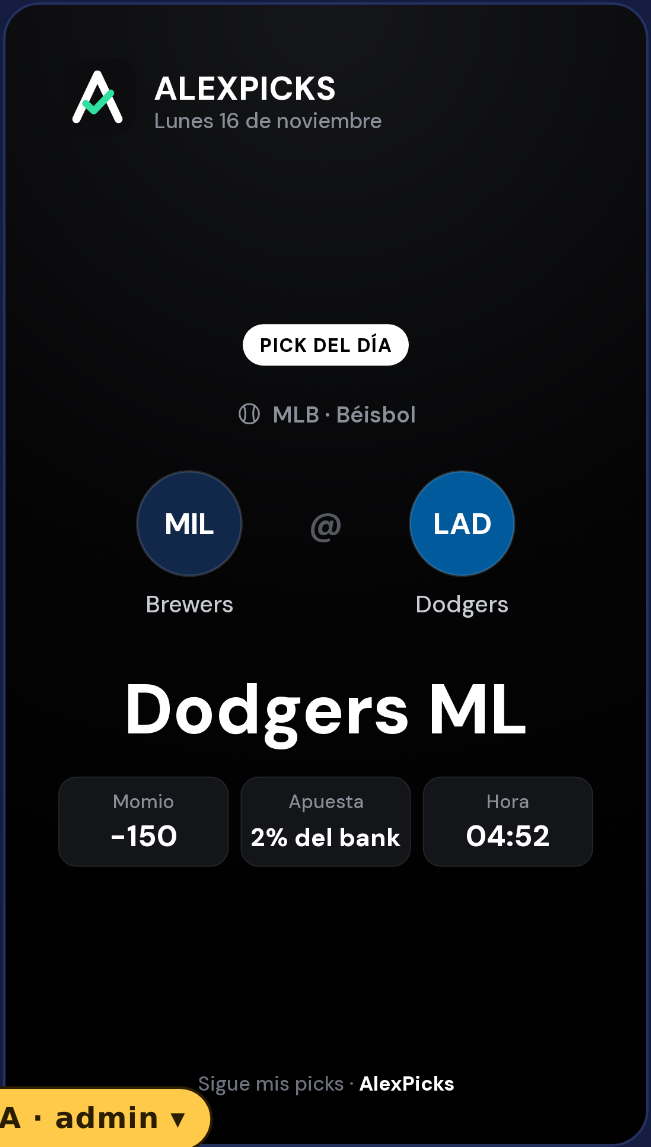 ALEXPICKS
Lunes 16 de noviembre
PICK DEL DÍA
MLB · Béisbol
MIL @ LAD
Brewers Dodgers
Dodgers ML
Momio Apuesta Hora
-150 2% del bank 04:52
Sigue mis picks · AlexPicks
A · admin ▾